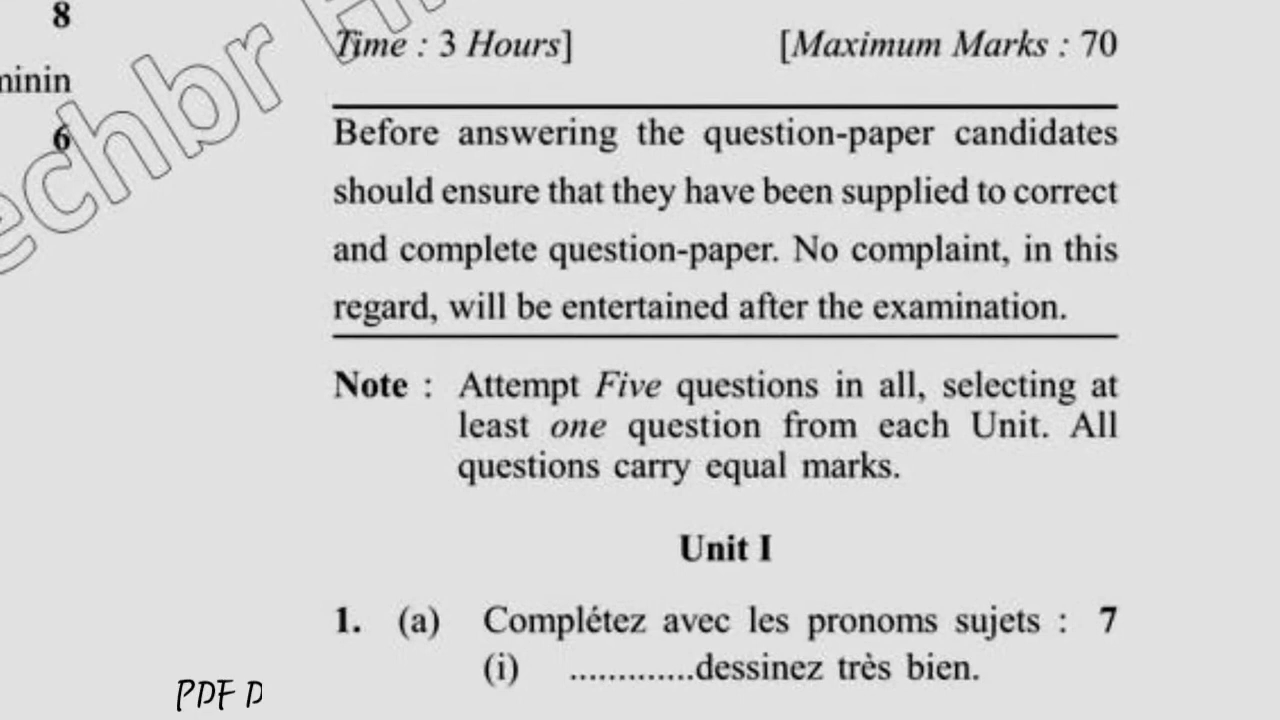 8
minin
6
echbr
Time : 3 Hours]
[Maximum Marks : 70
Before answering the question-paper candidates
should ensure that they have been supplied to correct
and complete question-paper. No complaint, in this
regard, will be entertained after the examination.
Note : Attempt Five questions in all, selecting at
least one question from each Unit. All
questions carry equal marks.
Unit I
1. (a) Complétez avec les pronoms sujets : 7
(i) .............dessinez très bien.
PDF D